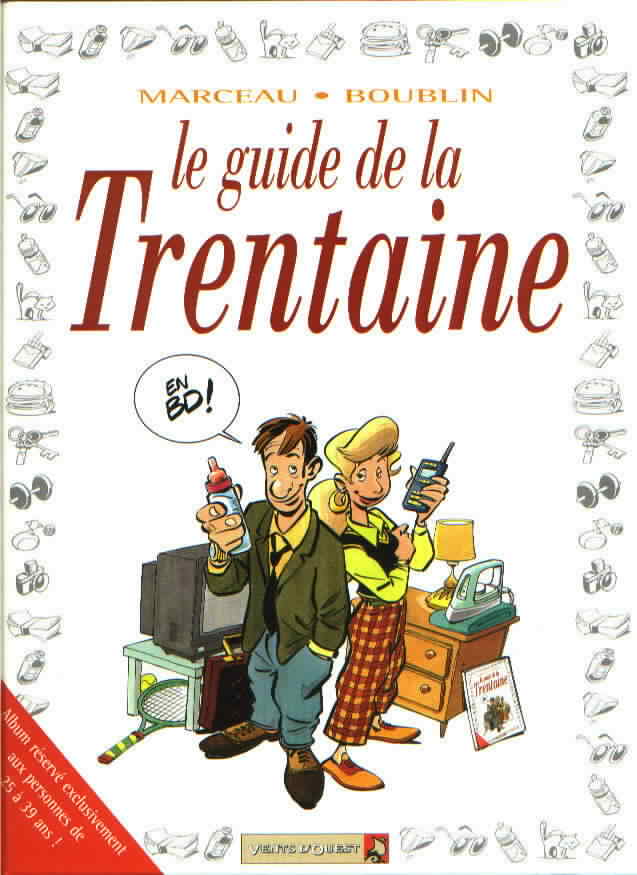 MARCEAU • BOUBLIN
le guide de la
Trentaine
EN
BD!
Trentaine
Album réservé exclusivement
aux personnes de
25 à 39 ans !
VENTS D'OUEST